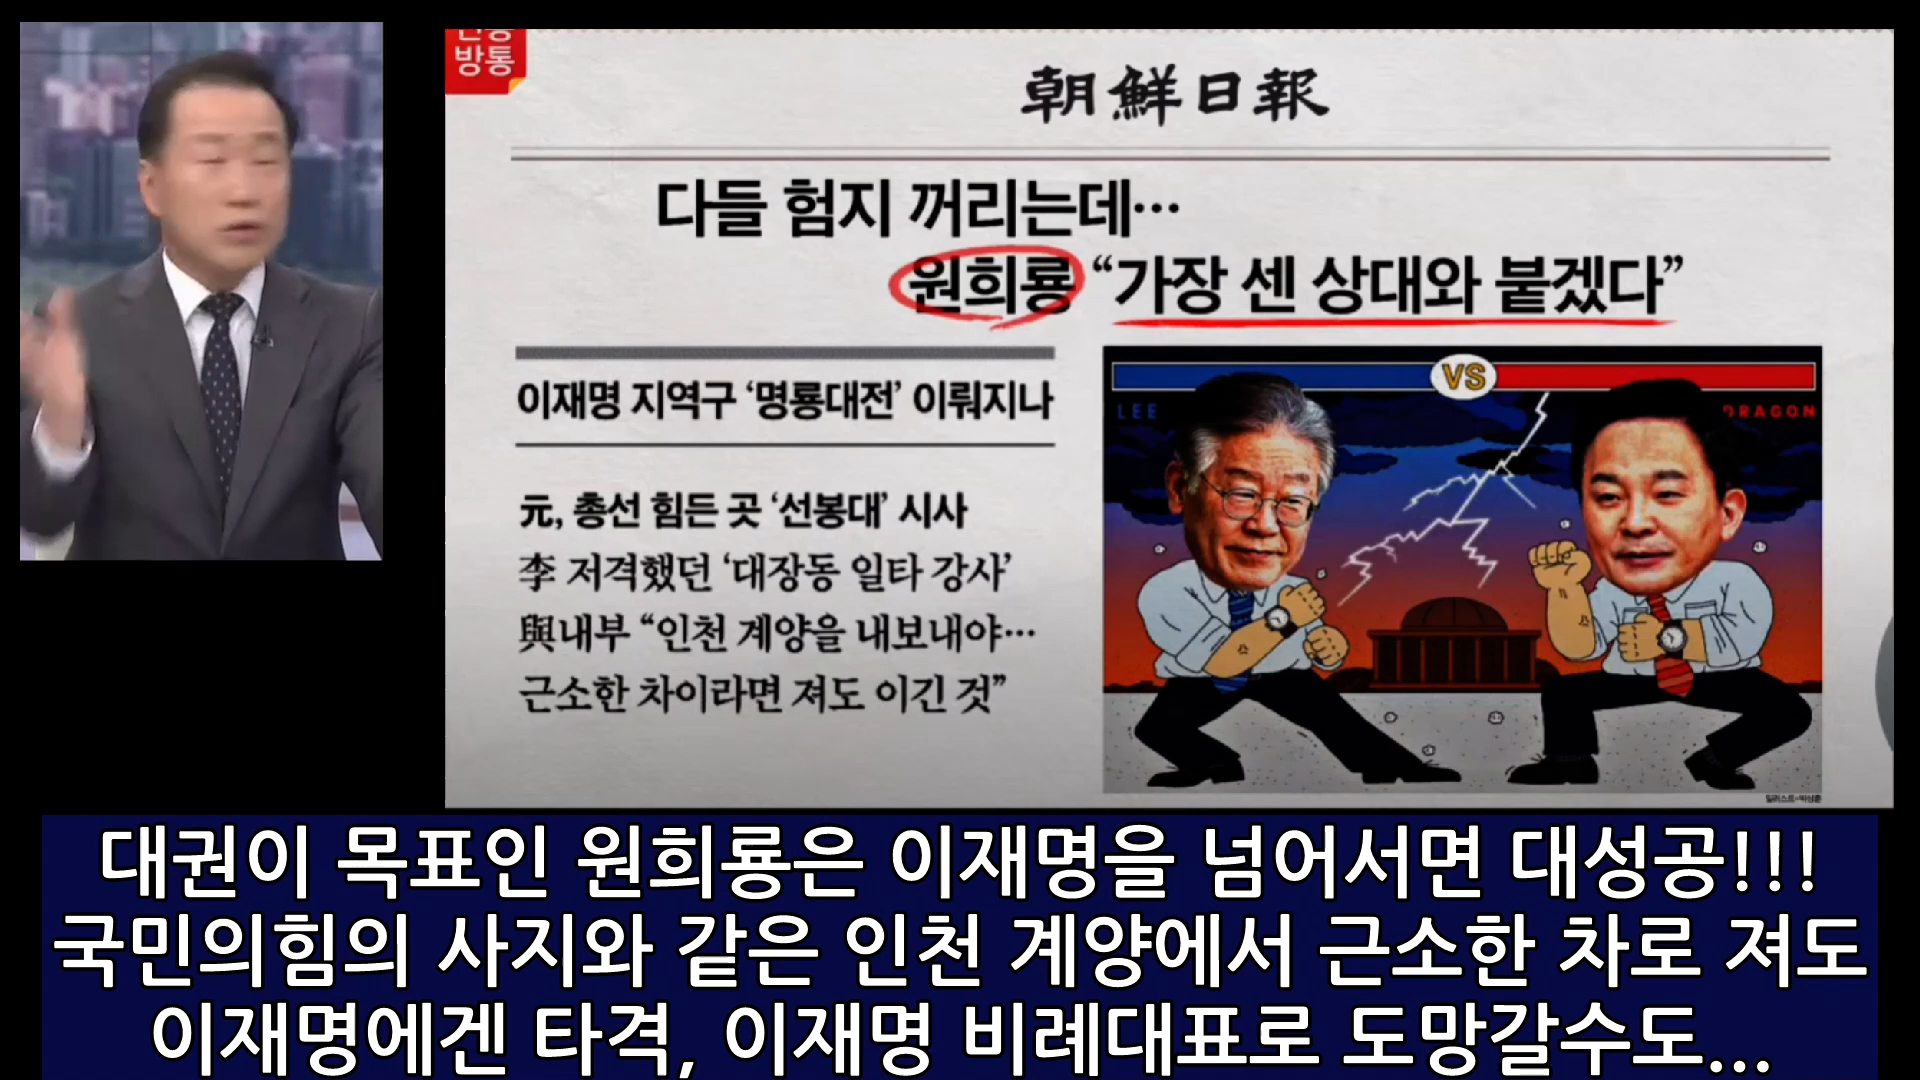 방통
朝鮮日報
다들 험지 꺼리는데…
원희룡 “가장 센 상대와 붙겠다”
이재명 지역구 ‘명룡대전’ 이뤄지나
元, 총선 힘든 곳 ‘선봉대’ 시사
李 저격했던 ‘대장동 일타 강사’
與내부 “인천 계양을 내보내야…
근소한 차이라면 져도 이긴 것”
VS
LEE
DRAGON
대권이 목표인 원희룡은 이재명을 넘어서면 대성공!!!
국민의힘의 사지와 같은 인천 계양에서 근소한 차로 져도
이재명에겐 타격, 이재명 비례대표로 도망갈수도...